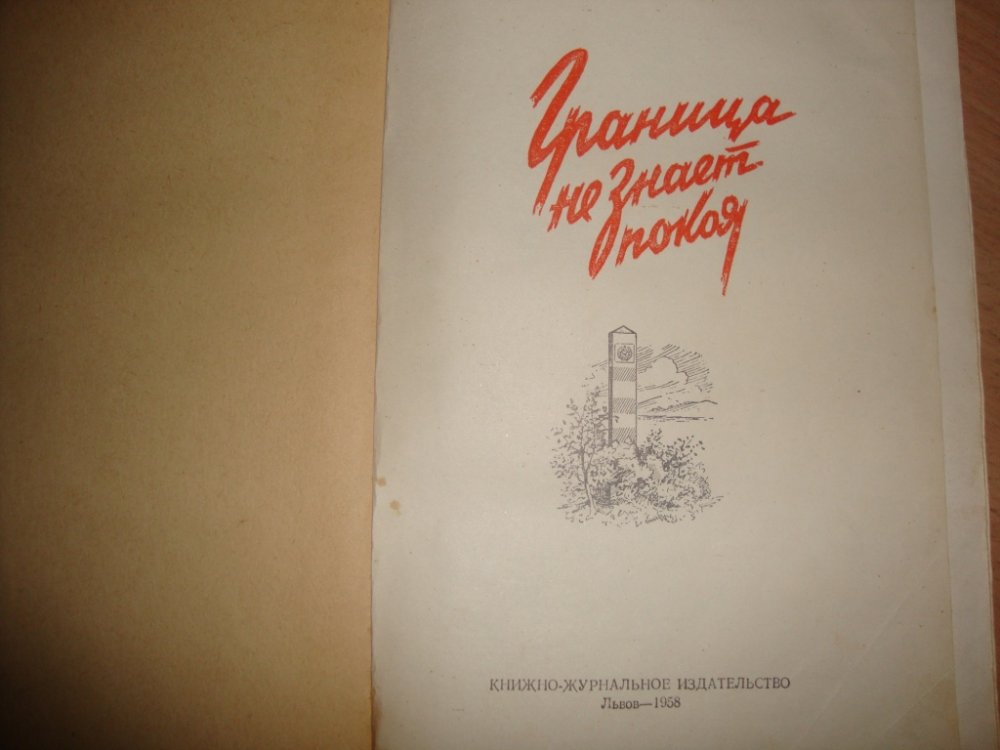 Граница
не знает
покоя
КНИЖНО-ЖУРНАЛЬНОЕ ИЗДАТЕЛЬСТВО
Львов—1958